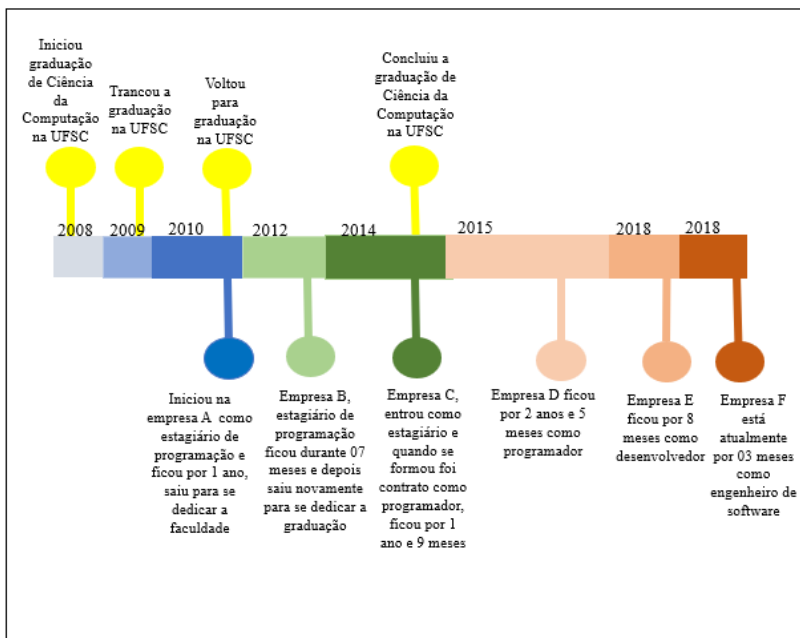 Iniciou
graduação
de Ciência
da
Computação
na UFSC
Trancou a
graduação
na UFSC
Voltou
para
graduação
na UFSC
Concluiu a
graduação de
Ciência da
Computação
na UFSC
2008
2009
2010
2012
2014
2015
2018
2018
Iniciou na
empresa A como
estagiário de
programação e
ficou por 1 ano,
saiu para se
dedicar a
faculdade
Empresa B,
estagiário de
programação
ficou durante 07
meses e depois
saiu novamente
para se dedicar a
graduação
Empresa C,
entrou como
estagiário e
quando se
formou foi
contrato como
programador,
ficou por 1
ano e 9 meses
Empresa D ficou
por 2 anos e 5
meses como
programador
Empresa E
ficou por 8
meses como
desenvolvedor
Empresa F
está
atualmente
por 03 meses
como
engenheiro de
software